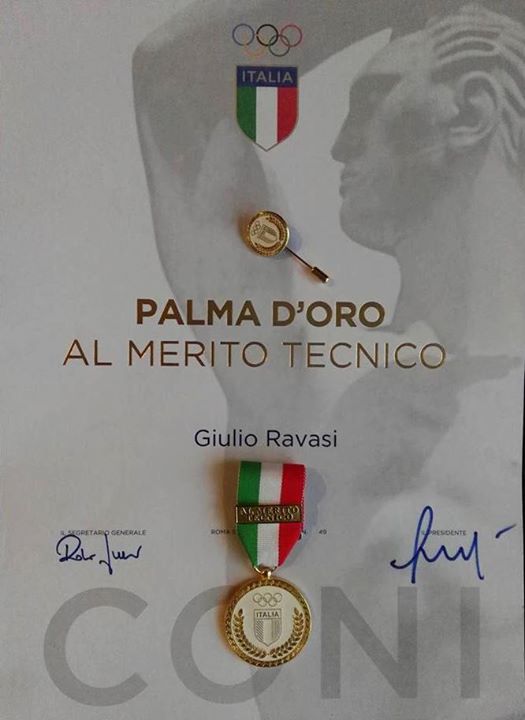 ITALIA
PALMA D'ORO
AL MERITO TECNICO
Giulio Ravasi
AL MERITO
TECNICO
IL SEGRETARIO GENERALE
ROMA
49
IL PRESIDENTE
ITALIA
CONI